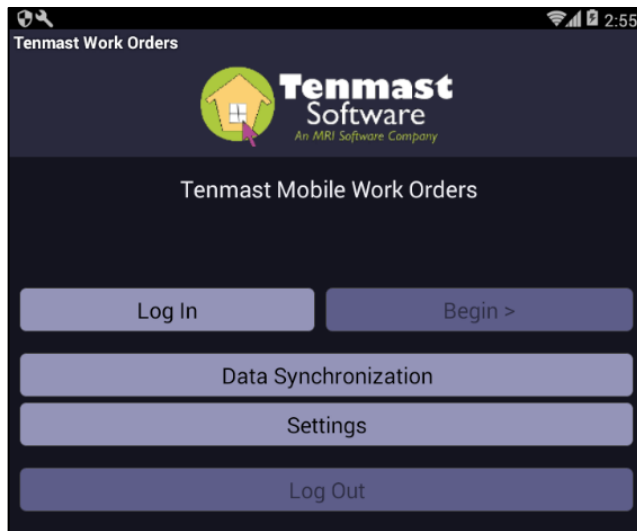 2:55
Tenmast Work Orders
Tenmast
Software
An MRI Software Company
Tenmast Mobile Work Orders
Log In
Begin >
Data Synchronization
Settings
Log Out